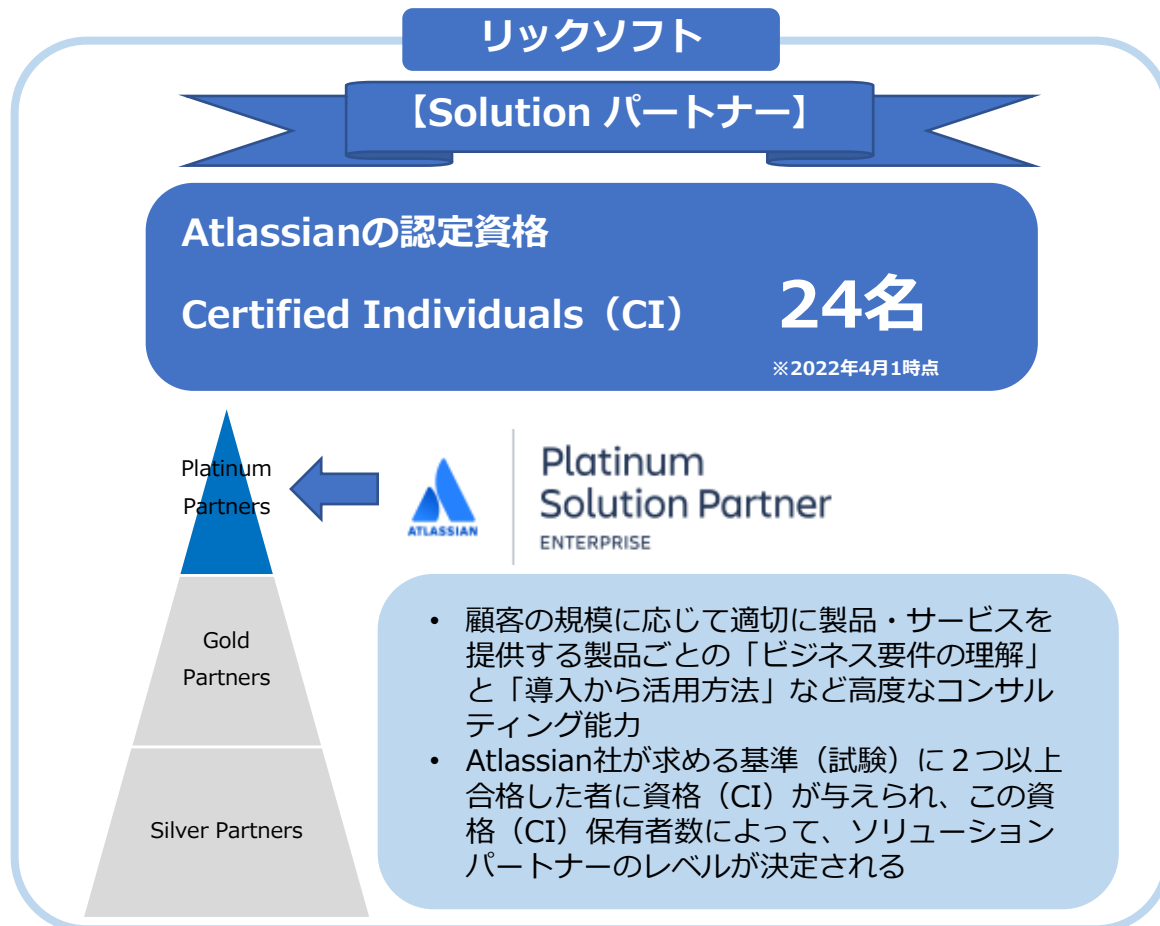 リックソフト
【Solution パートナー】
Atlassianの認定資格
Certified Individuals（CI） 24名
※2022年4月1時点
Platinum
Partners
ATLASSIAN
Platinum
Solution Partner
ENTERPRISE
Gold
Partners
Silver Partners
• 顧客の規模に応じて適切に製品・サービスを
提供する製品ごとの「ビジネス要件の理解」
と「導入から活用方法」など高度なコンサル
ティング能力
• Atlassian社が求める基準（試験）に２つ以上
合格した者に資格（CI）が与えられ、この資
格（CI）保有者数によって、ソリューション
パートナーのレベルが決定される